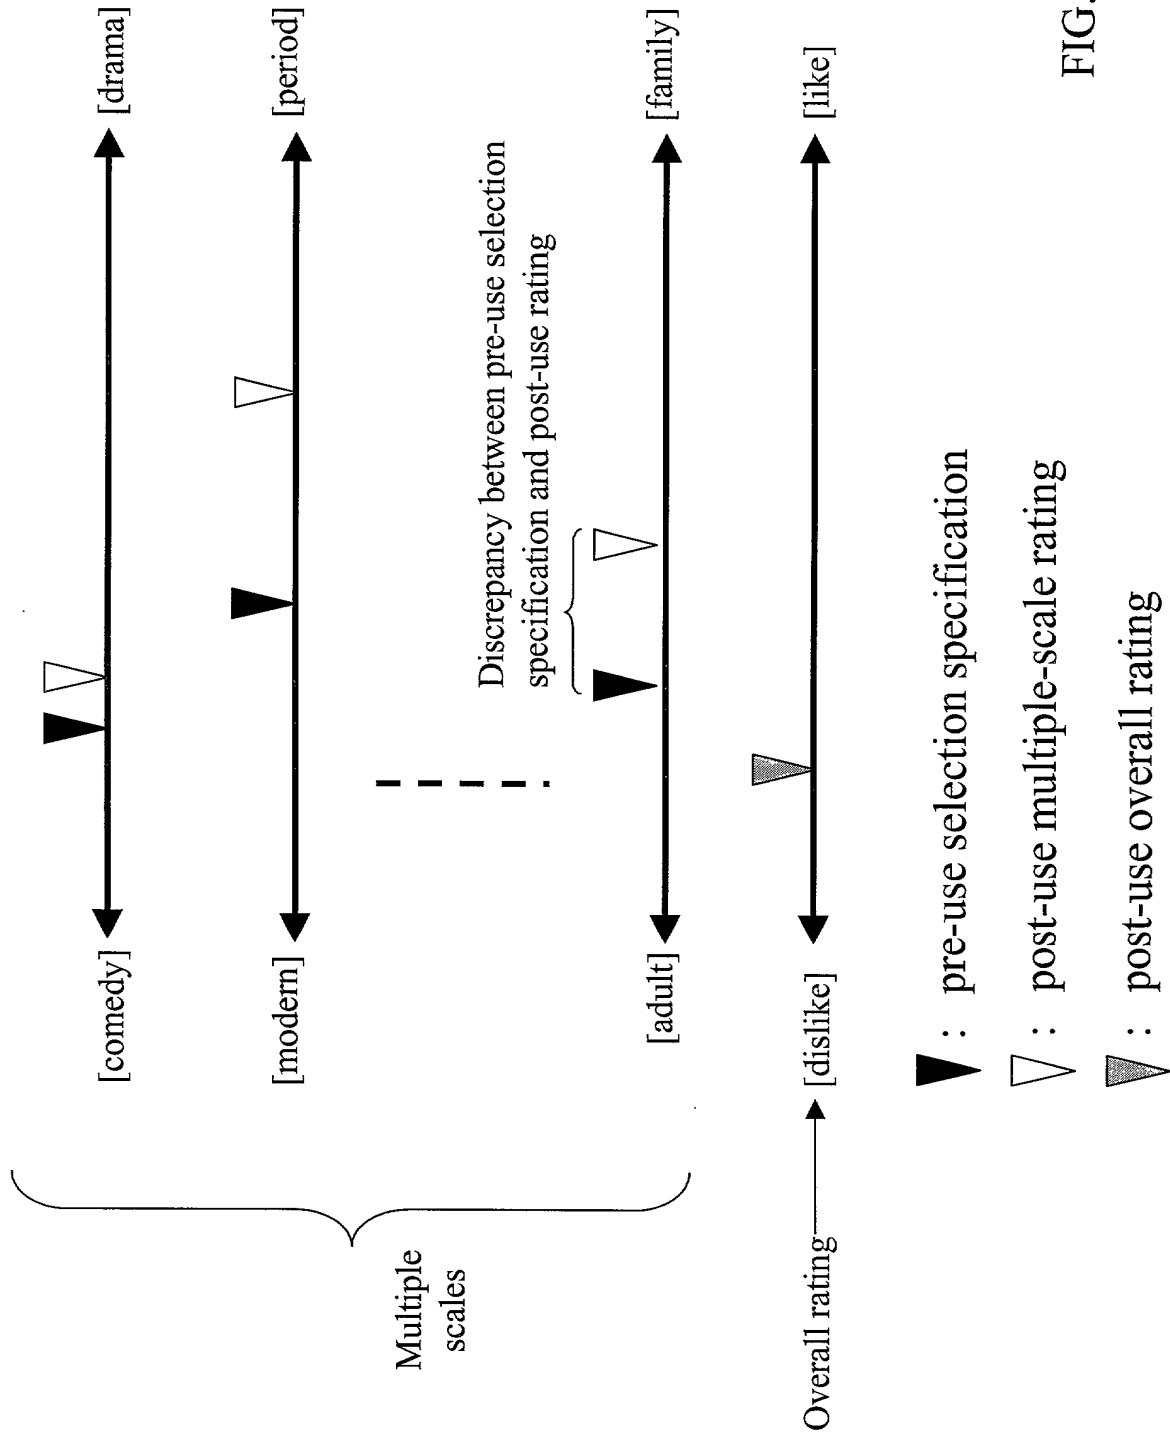 [comedy]
[drama]
[modern]
[period]
Multiple
scales
Discrepancy between pre-use selection
specification and post-use rating
[adult]
[family]
Overall rating
[dislike]
[like]
: pre-use selection specification
: post-use multiple-scale rating
: post-use overall rating
FIG.